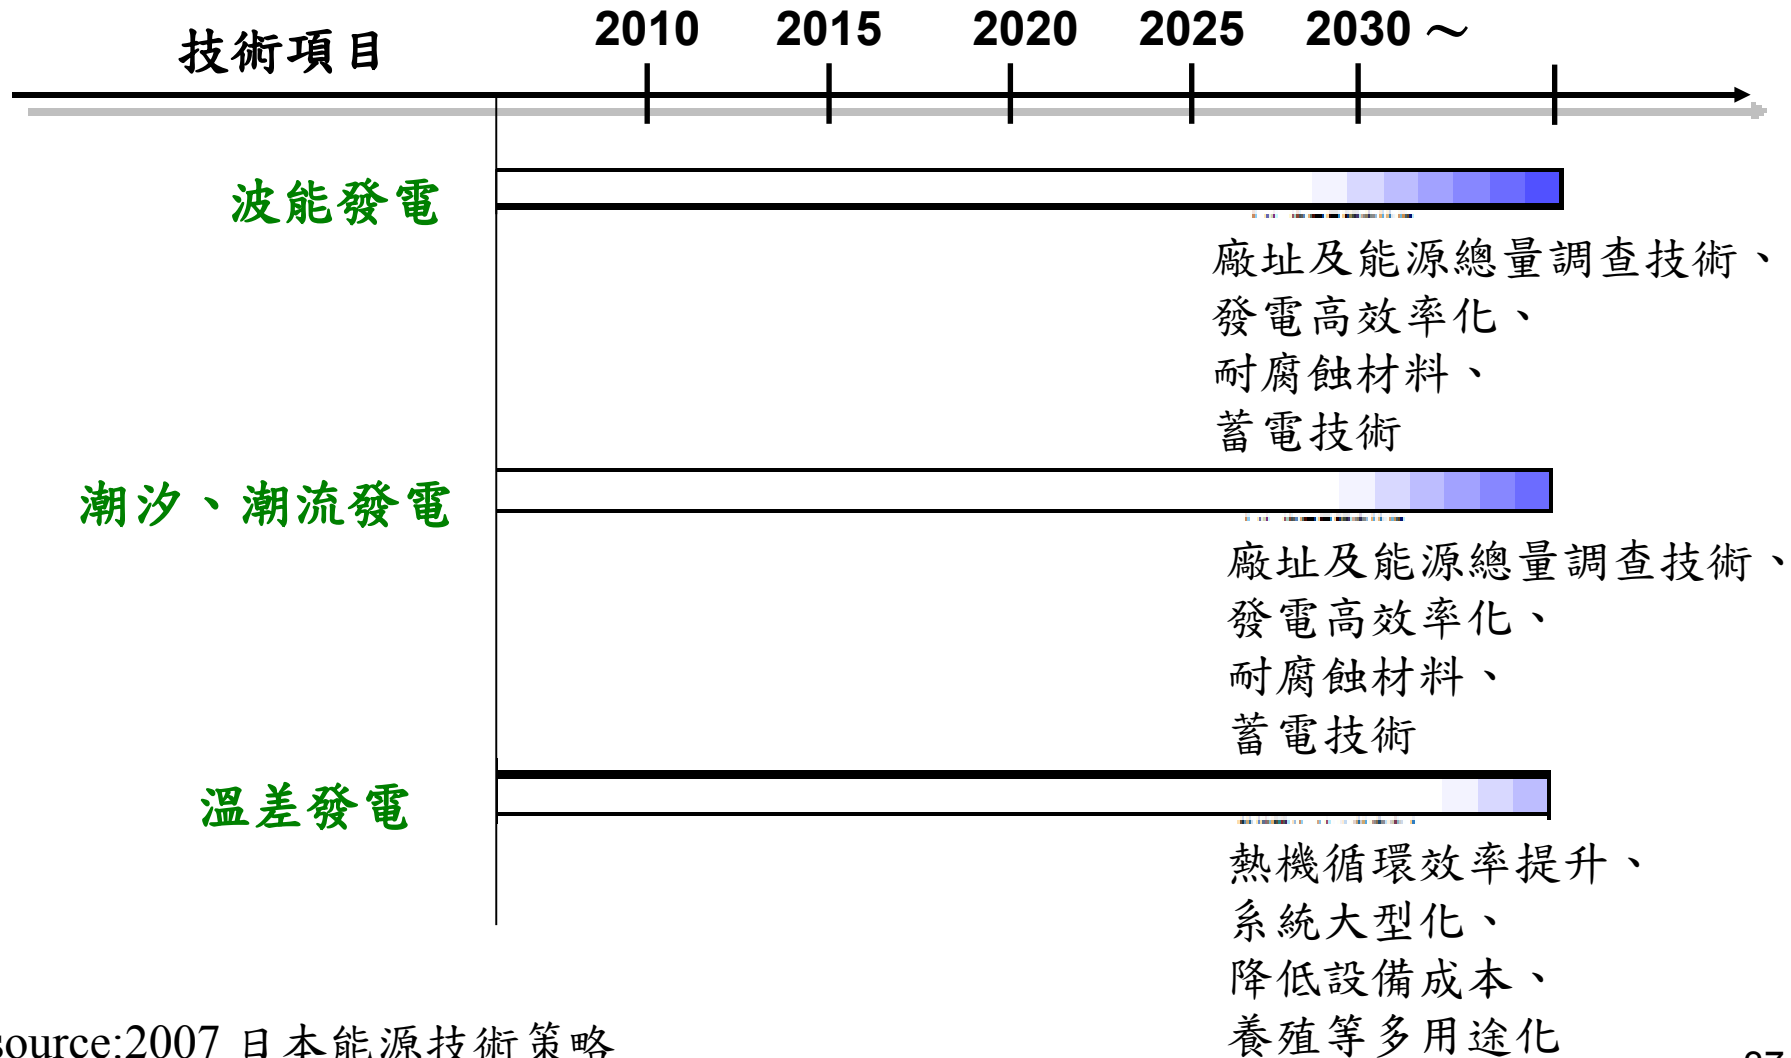 技術項目
2010 2015 2020 2025 2030～
波能發電
廠址及能源總量調查技術、
發電高效率化、
耐腐蝕材料、
蓄電技術
潮汐、潮流發電
廠址及能源總量調查技術、
發電高效率化、
耐腐蝕材料、
蓄電技術
溫差發電
熱機循環效率提升、
系統大型化、
降低設備成本、
養殖等多用途化
source:2007 日本能源技術策略